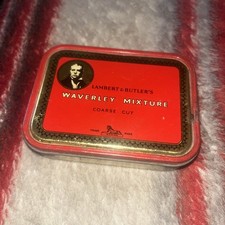 LAMBERT & BUTLER'S
WAVERLEY MIXTURE
COARSE CUT